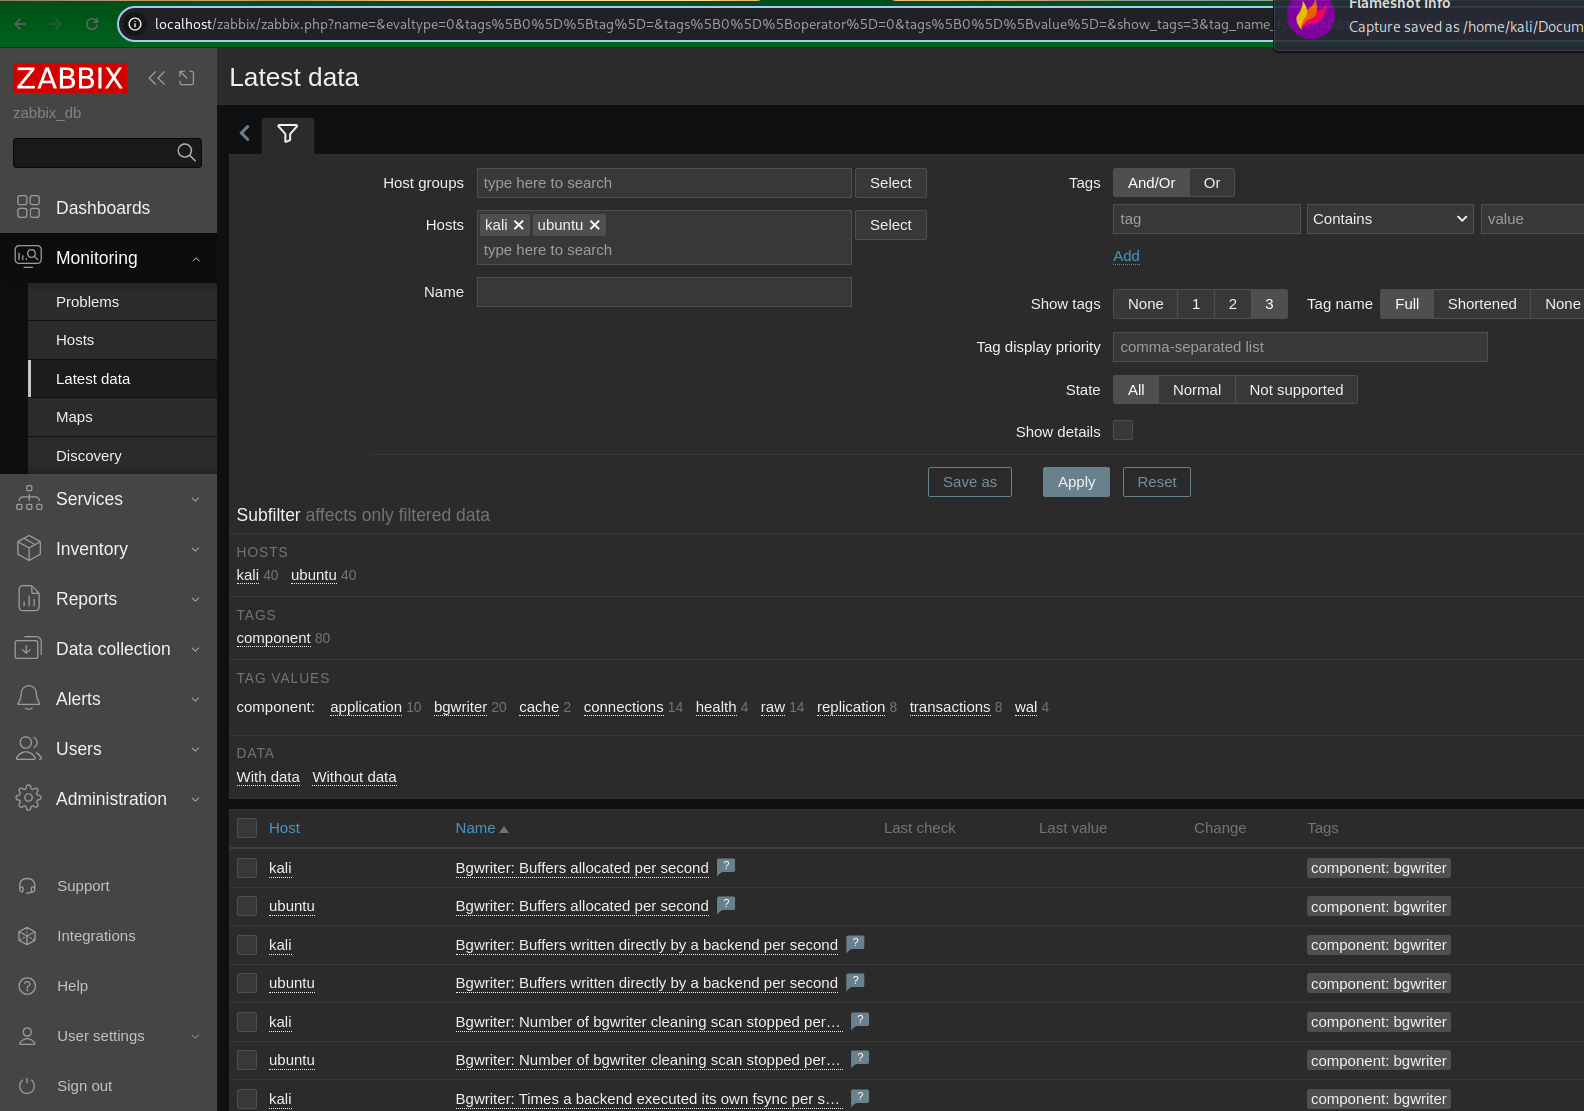 localhost/zabbix/zabbix.php?name=&evaltype=0&tags%5B0%5D%5Btag%5D=&tags%5B0%5D%5Boperator%5D=0&tags%5B0%5D%5Bvalue%5D=&show_tags=3&tag_name_
Flameshot Info
Capture saved as /home/kali/Docum
ZABBIX
zabbix_db
Latest data
Dashboards
Monitoring
Problems
Hosts
Latest data
Maps
Discovery
Services
Inventory
Reports
Data collection
Alerts
Users
Administration
Support
Integrations
Help
User settings
Sign out
Host groups type here to search Select
Hosts kali ubuntu Select
type here to search
Name
Tags And/Or Or
tag Contains value
Add
Show tags None 1 2 3 Tag name Full Shortened None
Tag display priority comma-separated list
State All Normal Not supported
Show details
Save as Apply Reset
Subfilter affects only filtered data
HOSTS
kali 40 ubuntu 40
TAGS
component 80
TAG VALUES
component: application 10 bgwriter 20 cache 2 connections 14 health 4 raw 14 replication 8 transactions 8 wal 4
DATA
With data Without data
Host Name Last check Last value Change Tags
kali Bgwriter: Buffers allocated per second ? component: bgwriter
ubuntu Bgwriter: Buffers allocated per second ? component: bgwriter
kali Bgwriter: Buffers written directly by a backend per second ? component: bgwriter
ubuntu Bgwriter: Buffers written directly by a backend per second ? component: bgwriter
kali Bgwriter: Number of bgwriter cleaning scan stopped per… ? component: bgwriter
ubuntu Bgwriter: Number of bgwriter cleaning scan stopped per… ? component: bgwriter
kali Bgwriter: Times a backend executed its own fsync per s… ? component: bgwriter